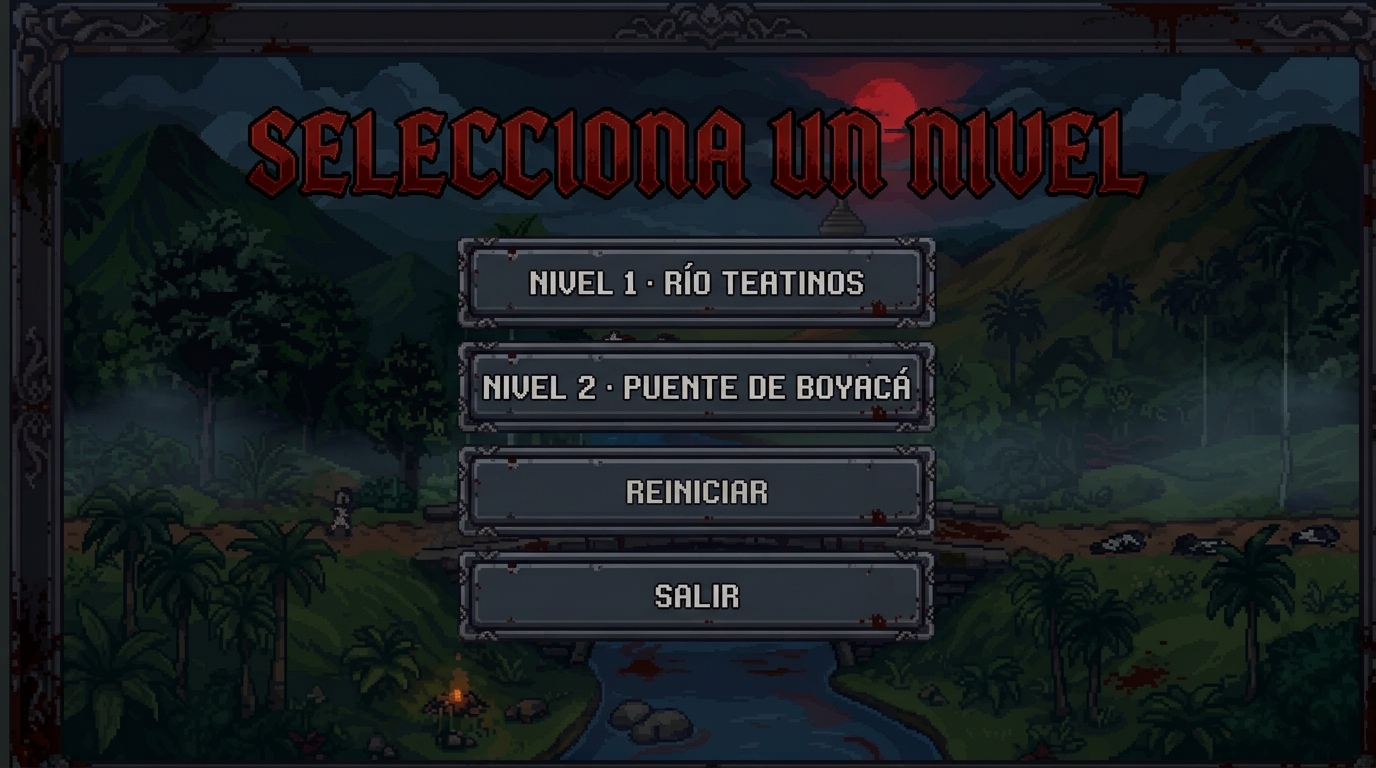 SELECCIONA UN NIVEL
NIVEL 1 · RÍO TEATINOS
NIVEL 2 · PUENTE DE BOYACÁ
REINICIAR
SALIR